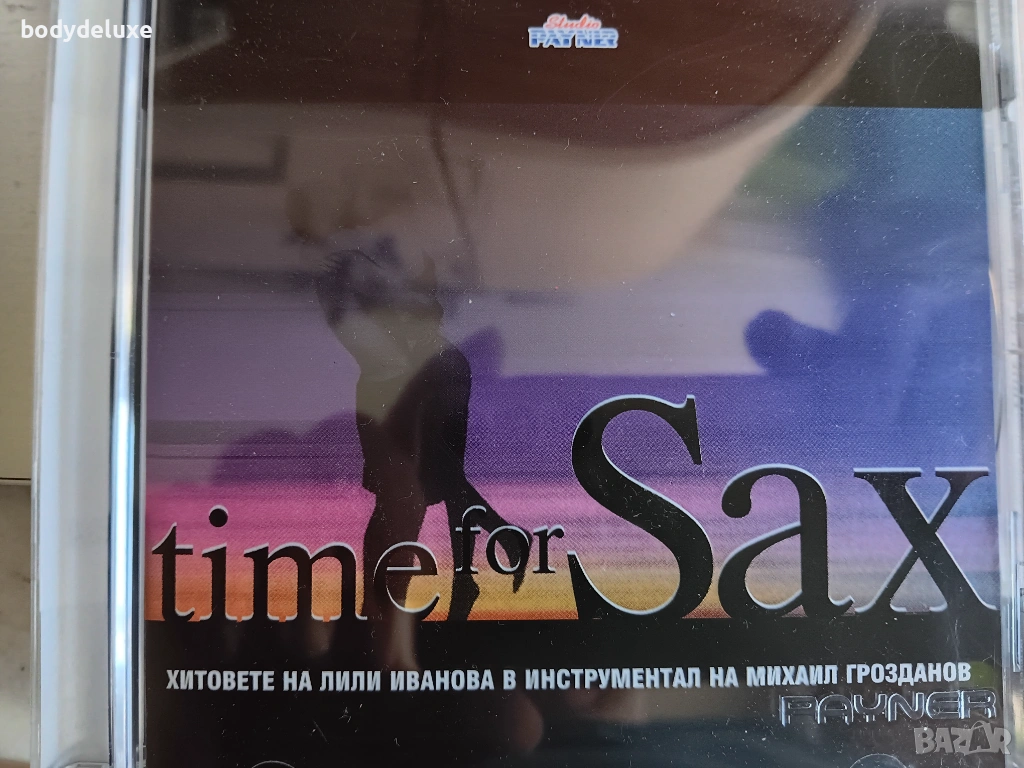 bodydeluxe
Studio
PAYNER
time for Sax
ХИТОВЕТЕ НА ЛИЛИ ИВАНОВА В ИНСТРУМЕНТАЛ НА МИХАИЛ ГРОЗДАНОВ
PAYNER
BAZAR